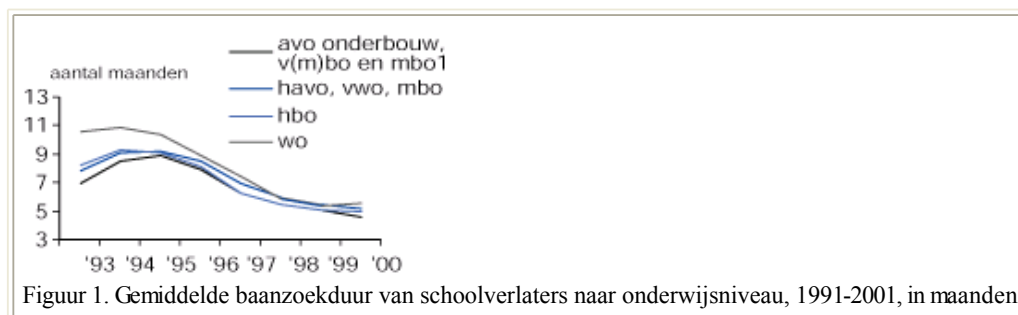 avo onderbouw,
v(m)bo en mbo1
aantal maanden
havo, vwo, mbo
hbo
wo
13
11
9
7
5
3
'93 '94 '95 '96 '97 '98 '99 '00
Figuur 1. Gemiddelde baanzoekduur van schoolverlaters naar onderwijsniveau, 1991-2001, in maanden